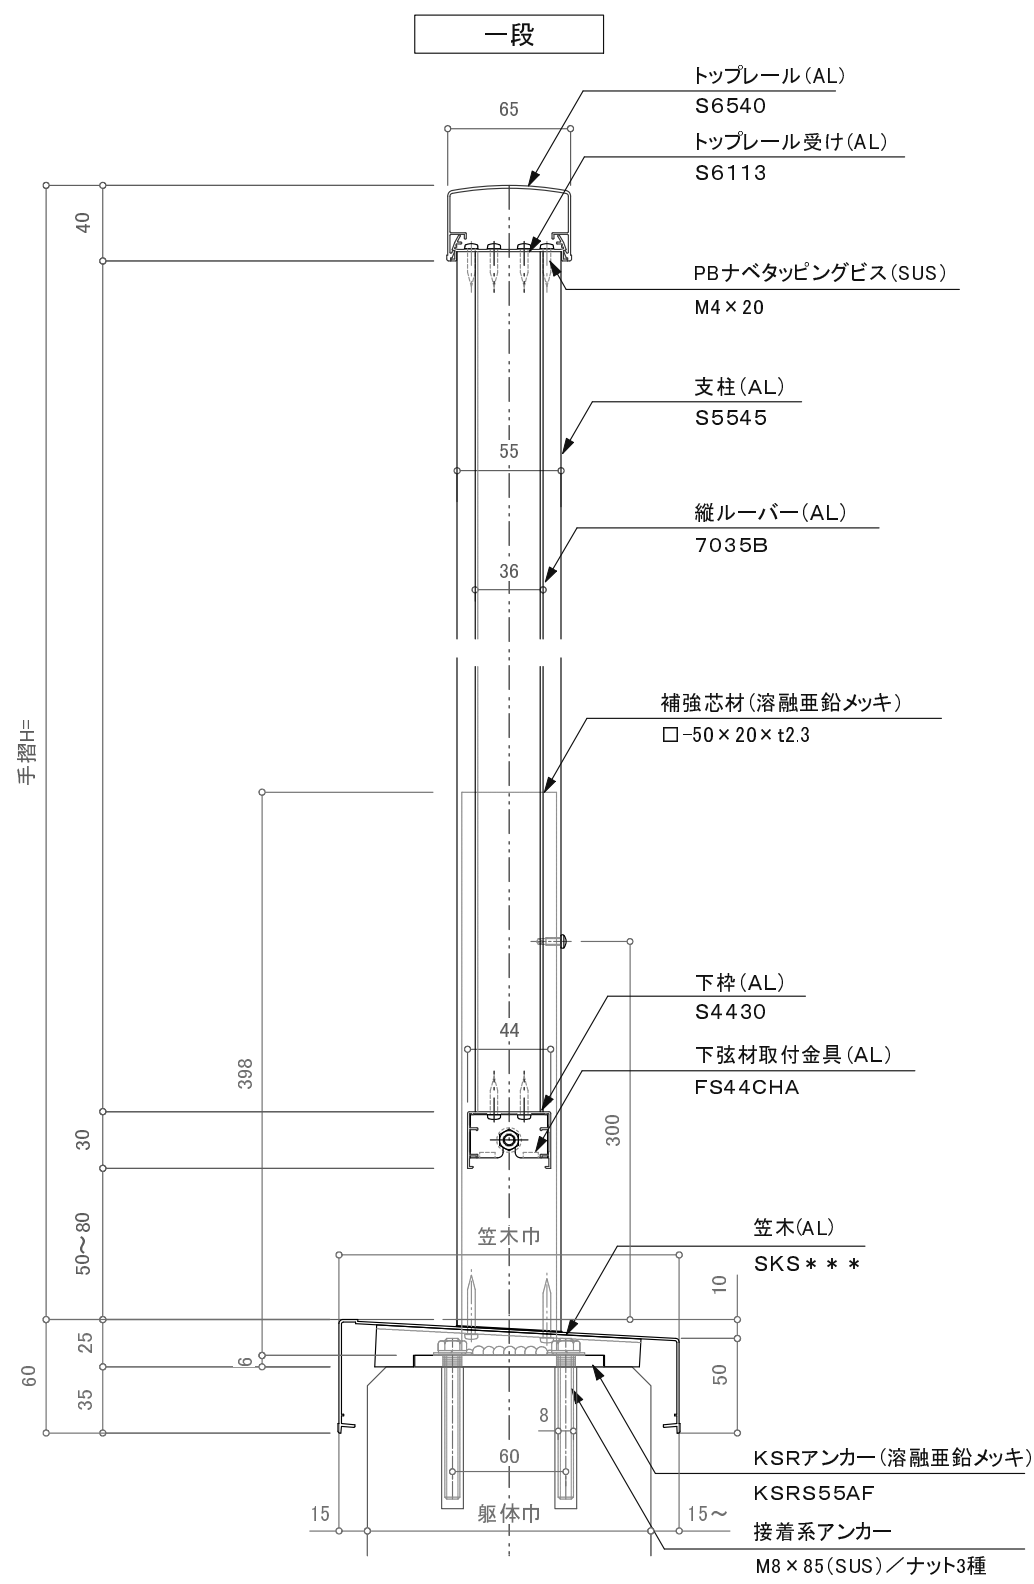 一段
トップレール(AL)
S6540
65
トップレール受け(AL)
S6113
40
PBナベタッピングビス(SUS)
M4×20
支柱(AL)
S5545
55
縦ルーバー(AL)
7035B
36
補強芯材(溶融亜鉛メッキ)
□-50×20×t2.3
手摺H=
下枠(AL)
S4430
44
下弦材取付金具(AL)
FS44CHA
398
300
30
50~80
笠木巾
笠木(AL)
SKS***
10
25
6
60
50
35
8
60
KSRアンカー(溶融亜鉛メッキ)
KSRS55AF
15
躯体巾
15~
接着系アンカー
M8×85(SUS)/ナット3種